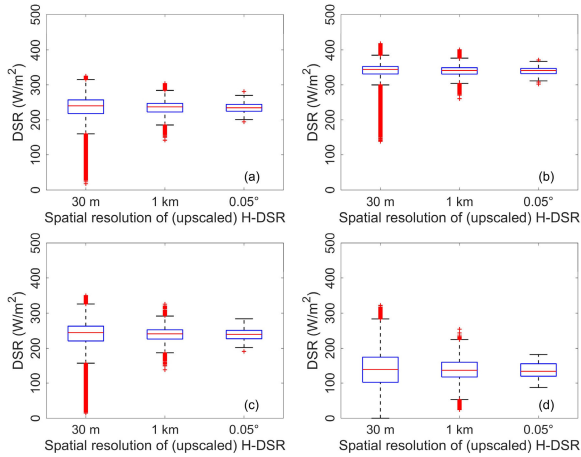 500
400
300
200
100
0
DSR (W/m²)
(a)
30 m 1 km 0.05°
Spatial resolution of (upscaled) H-DSR
500
400
300
200
100
0
DSR (W/m²)
(b)
30 m 1 km 0.05°
Spatial resolution of (upscaled) H-DSR
500
400
300
200
100
0
DSR (W/m²)
(c)
30 m 1 km 0.05°
Spatial resolution of (upscaled) H-DSR
500
400
300
200
100
0
DSR (W/m²)
(d)
30 m 1 km 0.05°
Spatial resolution of (upscaled) H-DSR